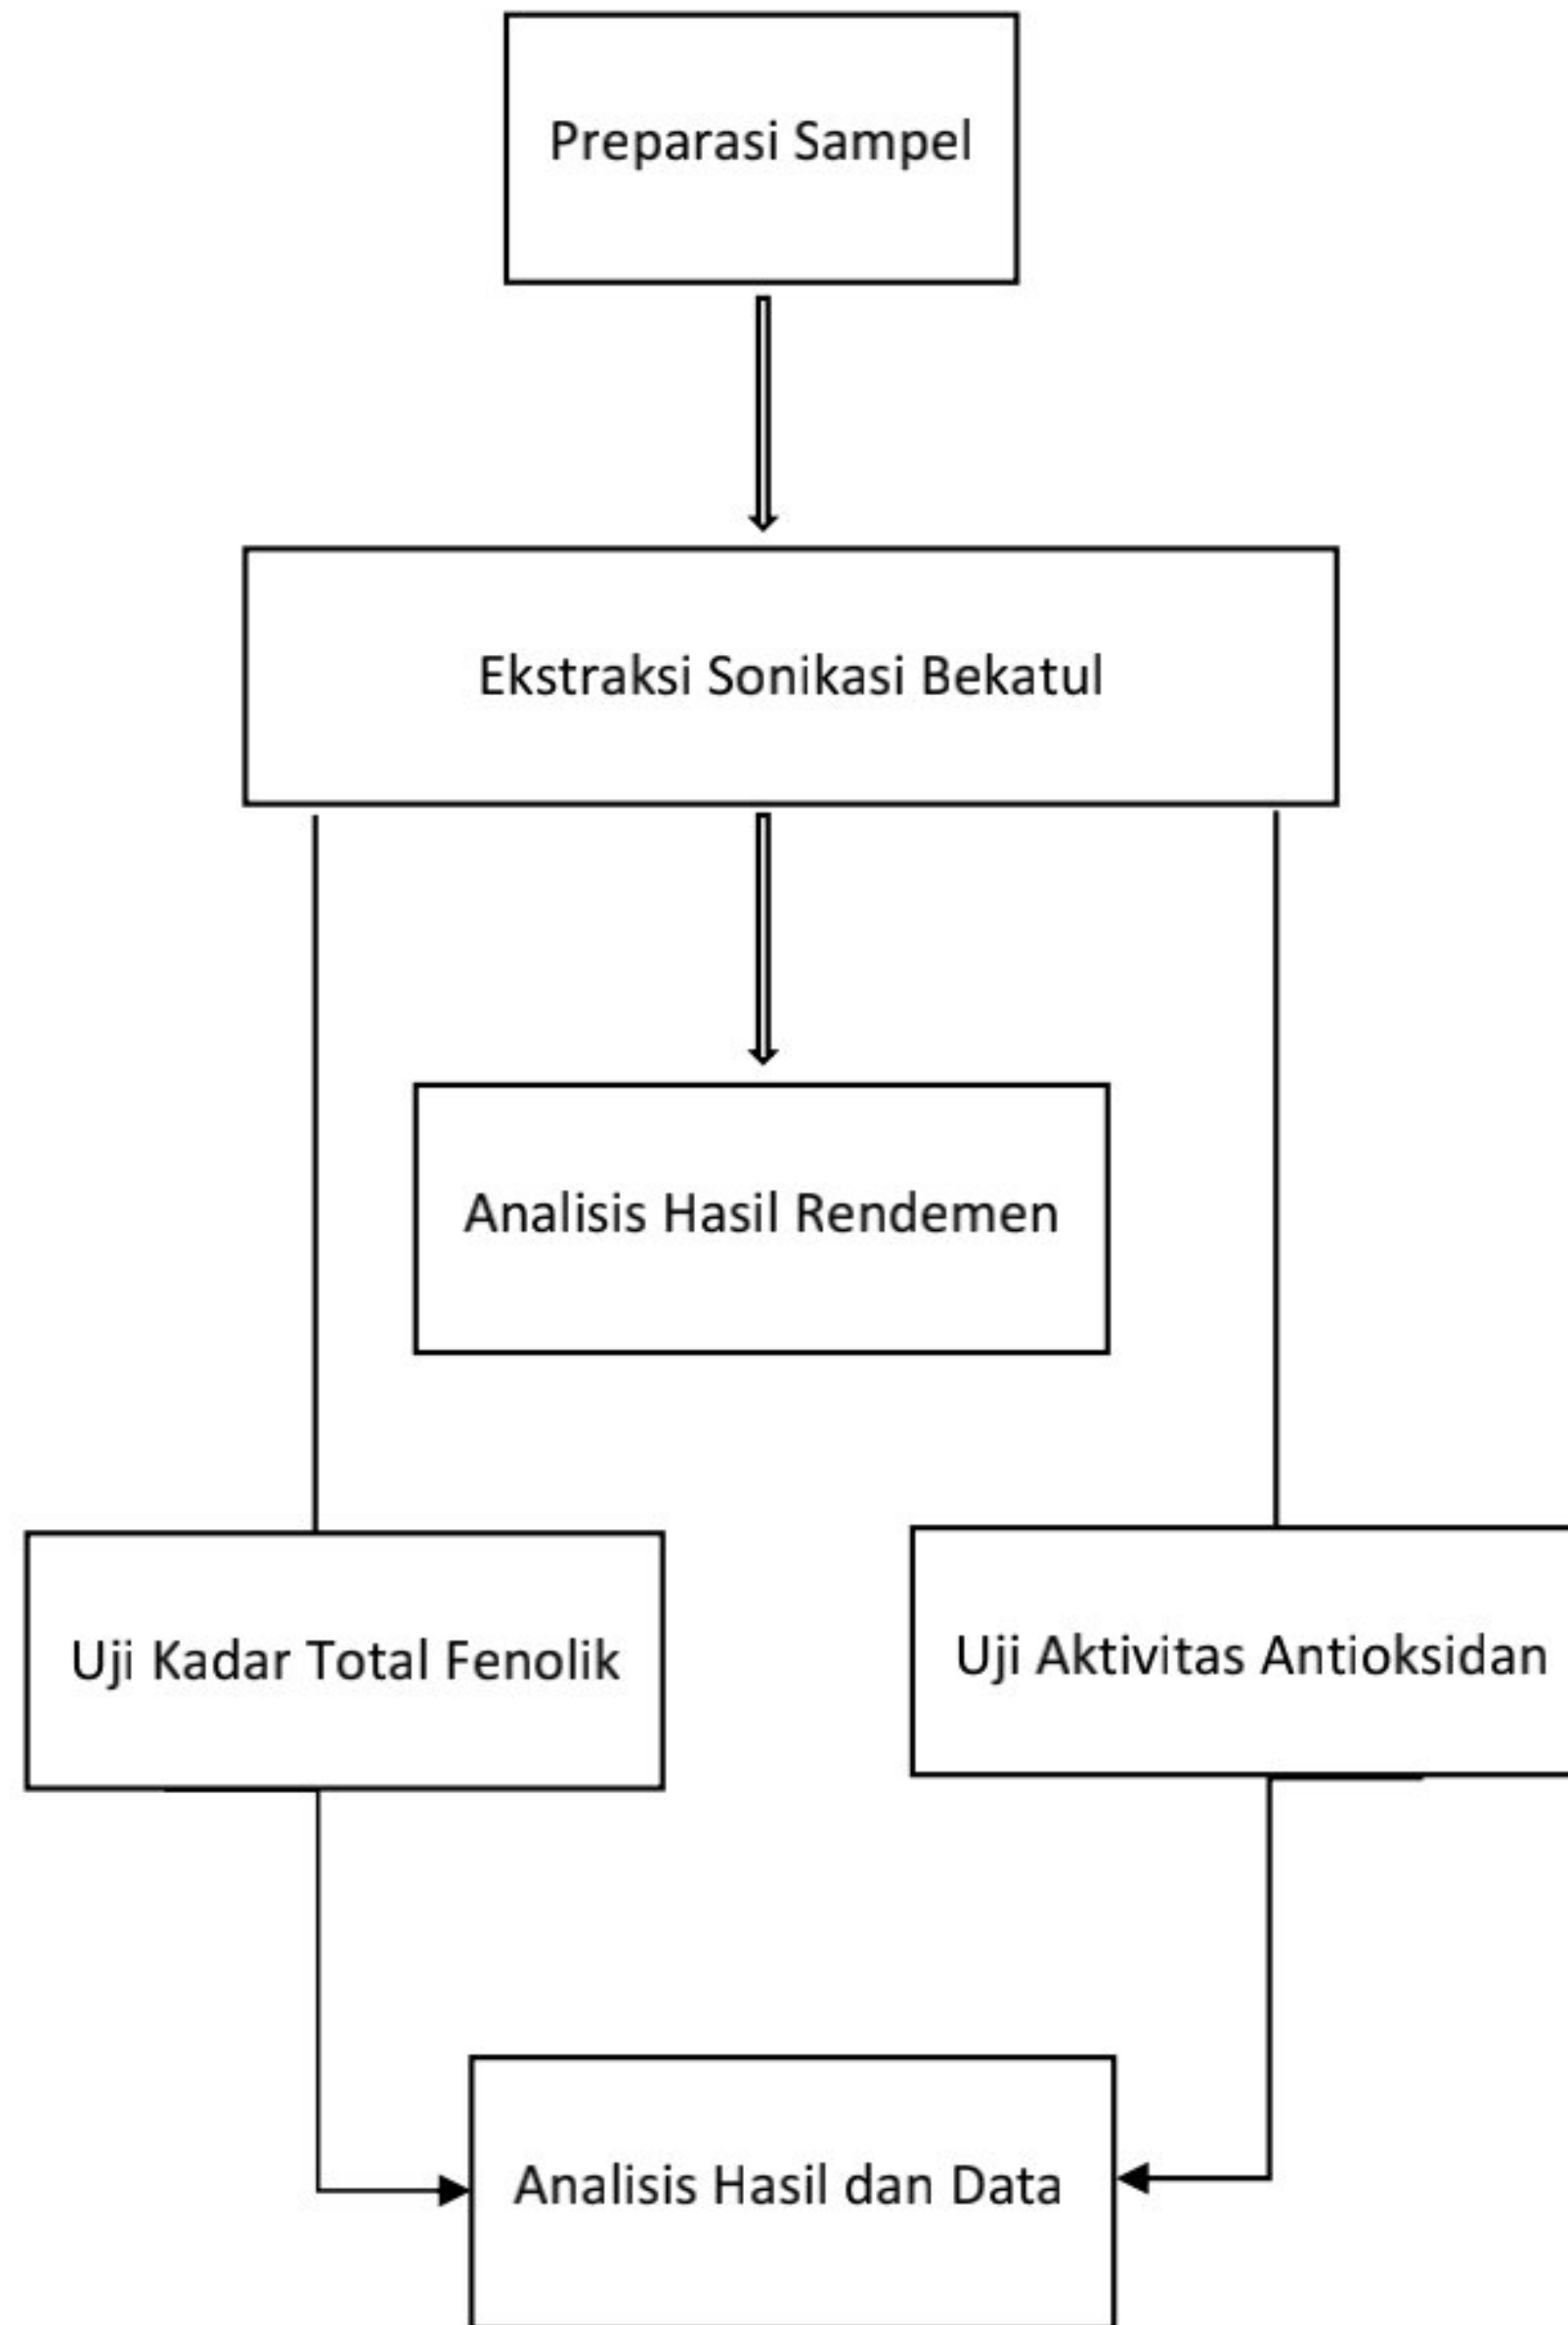 Preparasi Sampel
Ekstraksi Sonikasi Bekatul
Analisis Hasil Rendemen
Uji Kadar Total Fenolik
Uji Aktivitas Antioksidan
Analisis Hasil dan Data